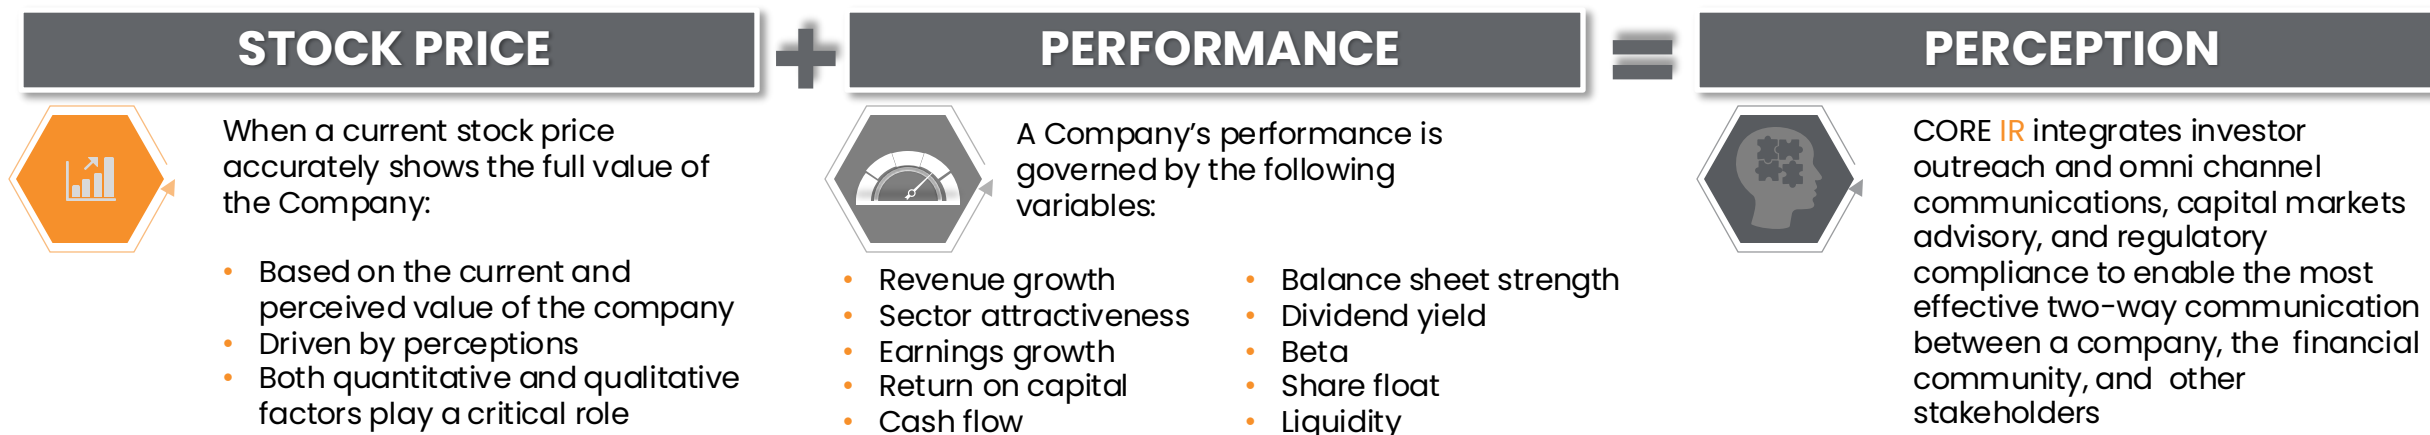 STOCK PRICE
+
PERFORMANCE
=
PERCEPTION
When a current stock price
accurately shows the full value of
the Company:
• Based on the current and
perceived value of the company
• Driven by perceptions
• Both quantitative and qualitative
factors play a critical role
A Company’s performance is
governed by the following
variables:
• Revenue growth
• Sector attractiveness
• Earnings growth
• Return on capital
• Cash flow
• Balance sheet strength
• Dividend yield
• Beta
• Share float
• Liquidity
CORE IR integrates investor
outreach and omni channel
communications, capital markets
advisory, and regulatory
compliance to enable the most
effective two-way communication
between a company, the financial
community, and other
stakeholders